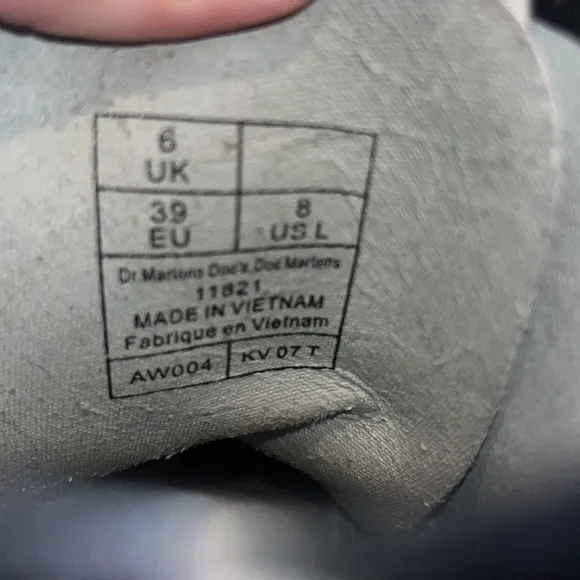 6
UK
39
EU
8
US L
Dr. Martens Doc's, Doc Martens
11821
MADE IN VIETNAM
Fabrique en Vietnam
AW004
KV 07 T